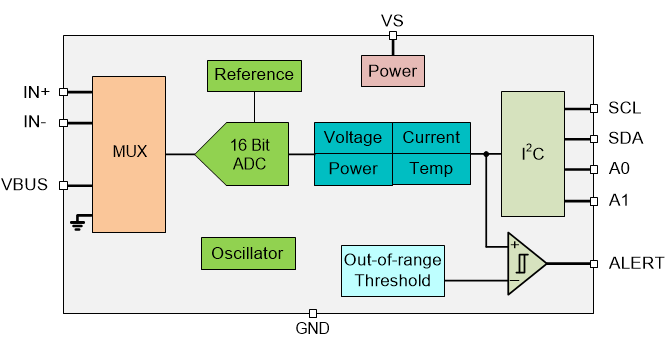 VS
Power
Reference
IN+
IN-
VBUS
MUX
16 Bit
ADC
Voltage
Current
Power
Temp
I²C
SCL
SDA
A0
A1
Oscillator
Out-of-range
Threshold
+
−
ALERT
GND